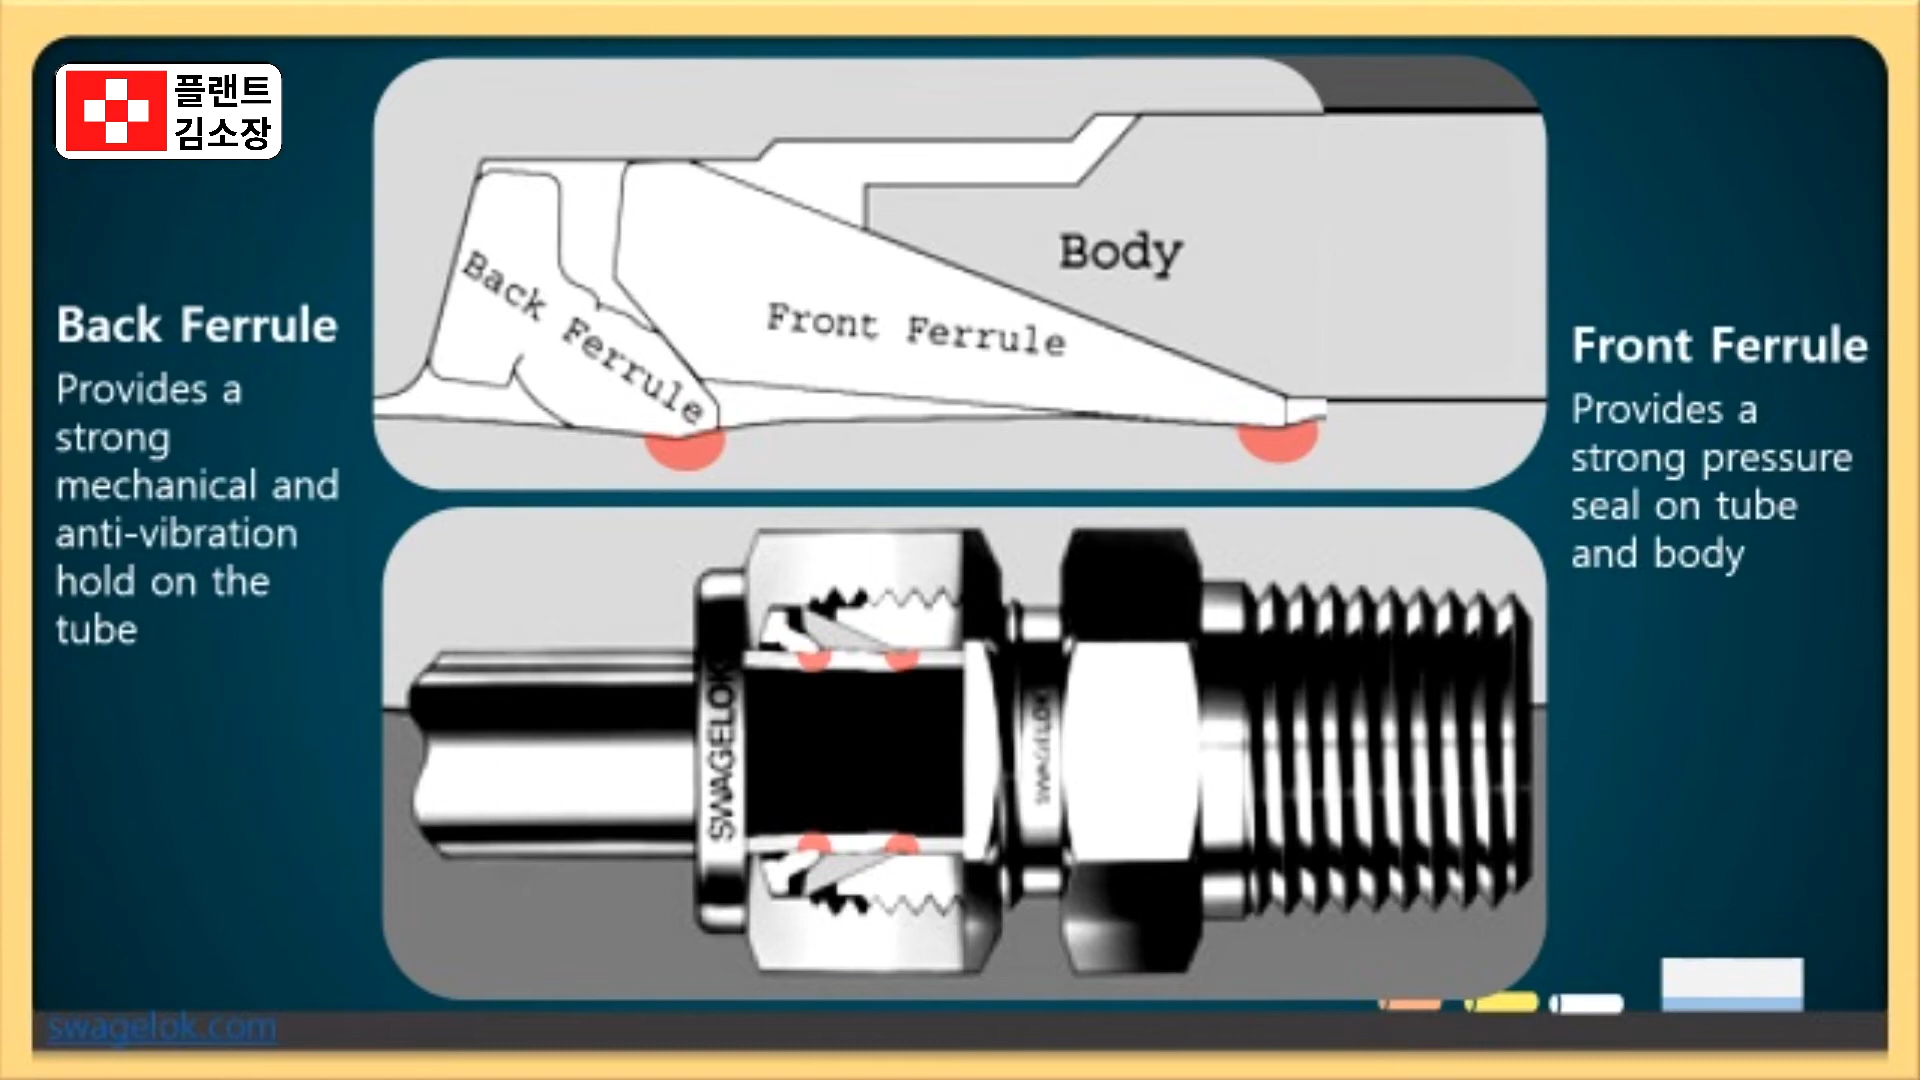 플랜트
김소장
Back Ferrule
Front Ferrule
Body
Back Ferrule
Provides a
strong
mechanical and
anti-vibration
hold on the
tube
Front Ferrule
Provides a
strong pressure
seal on tube
and body
SWAGELOK
SWAGELOK
swagelok.com